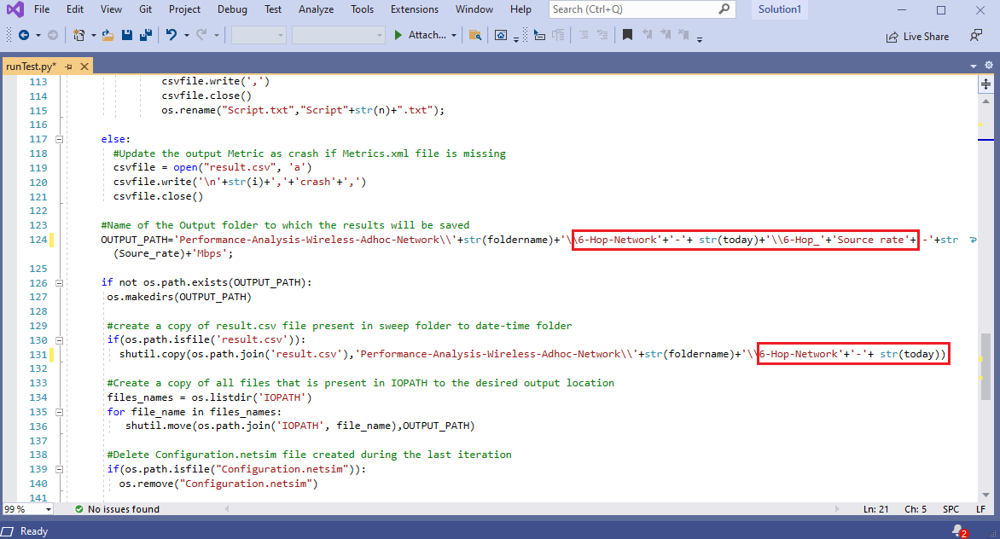 File Edit View Git Project Debug Test Analyze Tools Extensions Window Help Search (Ctrl+Q) Solution1
Attach... Live Share
runTest.py*
113 csvfile.write(',')
114 csvfile.close()
115 os.rename("Script.txt","Script"+str(n)+".txt");
116
117 else:
118 #Update the output Metric as crash if Metrics.xml file is missing
119 csvfile = open("result.csv", 'a')
120 csvfile.write('\n'+str(i)+','+'crash'+',')
121 csvfile.close()
122
123 #Name of the Output folder to which the results will be saved
124 OUTPUT_PATH='Performance-Analysis-Wireless-Adhoc-Network\\'+str(foldername)+'\\6-Hop-Network'+'-'+ str(today)+'\\6-Hop_'+'Source rate'+ -'+str
(Soure_rate)+'Mbps';
125
126 if not os.path.exists(OUTPUT_PATH):
127 os.makedirs(OUTPUT_PATH)
128
129 #create a copy of result.csv file present in sweep folder to date-time folder
130 if(os.path.isfile('result.csv')):
131 shutil.copy(os.path.join('result.csv'),'Performance-Analysis-Wireless-Adhoc-Network\\'+str(foldername)+'\\6-Hop-Network'+'-'+ str(today))
132
133 #Create a copy of all files that is present in IOPATH to the desired output location
134 files_names = os.listdir('IOPATH')
135 for file_name in files_names:
136 shutil.move(os.path.join('IOPATH', file_name),OUTPUT_PATH)
137
138 #Delete Configuration.netsim file created during the last iteration
139 if(os.path.isfile("Configuration.netsim")):
140 os.remove("Configuration.netsim")
141
99 % No issues found Ln: 21 Ch: 5 SPC LF
Ready 2